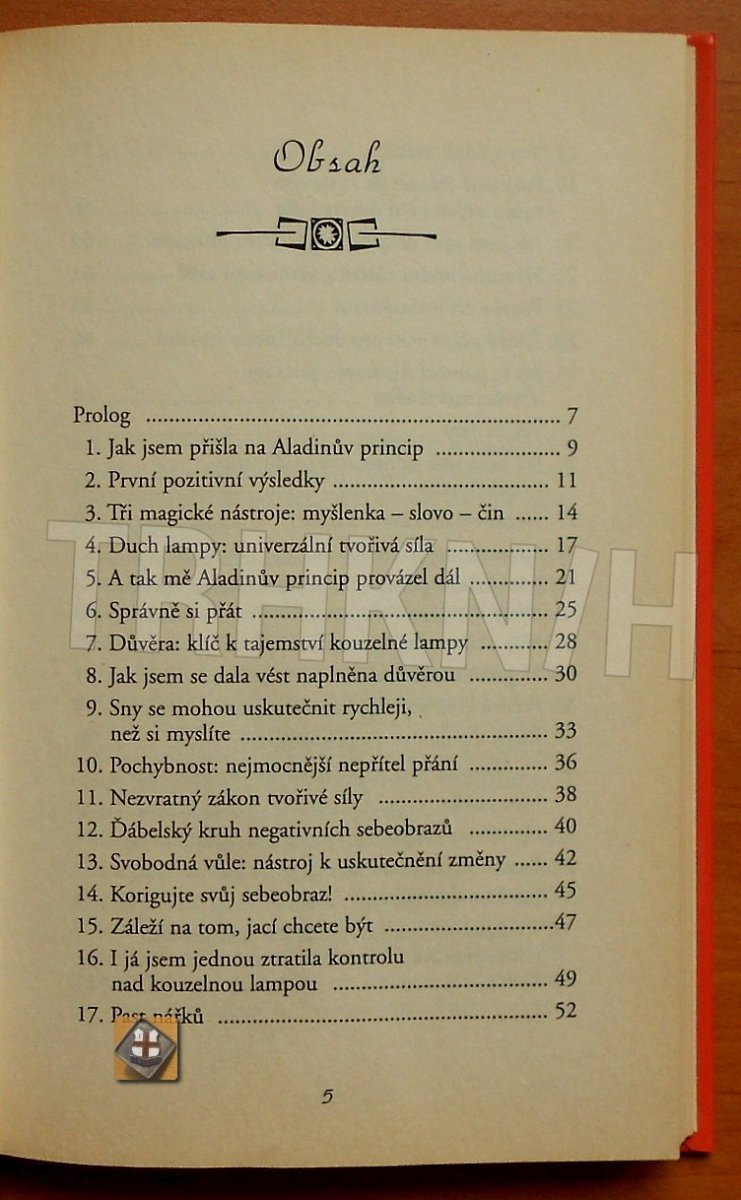 Obsah
Prolog ........................................ 7
1. Jak jsem přišla na Aladinův princip .................... 9
2. První pozitivní výsledky .................................. 11
3. Tři magické nástroje: myšlenka – slovo – čin ...... 14
4. Duch lampy: univerzální tvořivá síla ................ 17
5. A tak mě Aladinův princip provázel dál ............. 21
6. Správně si přát ............................................... 25
7. Důvěra: klíč k tajemství kouzelné lampy ............ 28
8. Jak jsem se dala vést naplněna důvěrou ............. 30
9. Sny se mohou uskutečnit rychleji,
než si myslíte ................................................. 33
10. Pochybnost: nejmocnější nepřítel přání ............. 36
11. Nezvratný zákon tvořivé síly ........................... 38
12. Ďábelský kruh negativních sebeobrazů ............. 40
13. Svobodná vůle: nástroj k uskutečnění změny ...... 42
14. Korigujte svůj sebeobraz! ................................ 45
15. Záleží na tom, jací chcete být ...........................47
16. I já jsem jednou ztratila kontrolu
nad kouzelnou lampou ................................... 49
17. Past nářků ..................................................... 52
5